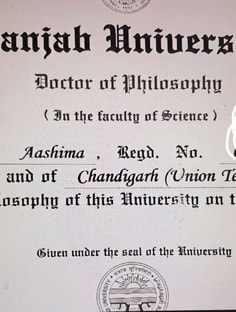 anjab Univers
Doctor of Philosophy
( In the faculty of Science )
Aashima , Regd. No.
and of Chandigarh (Union Te
losophy of this University on t
Given under the seal of the University